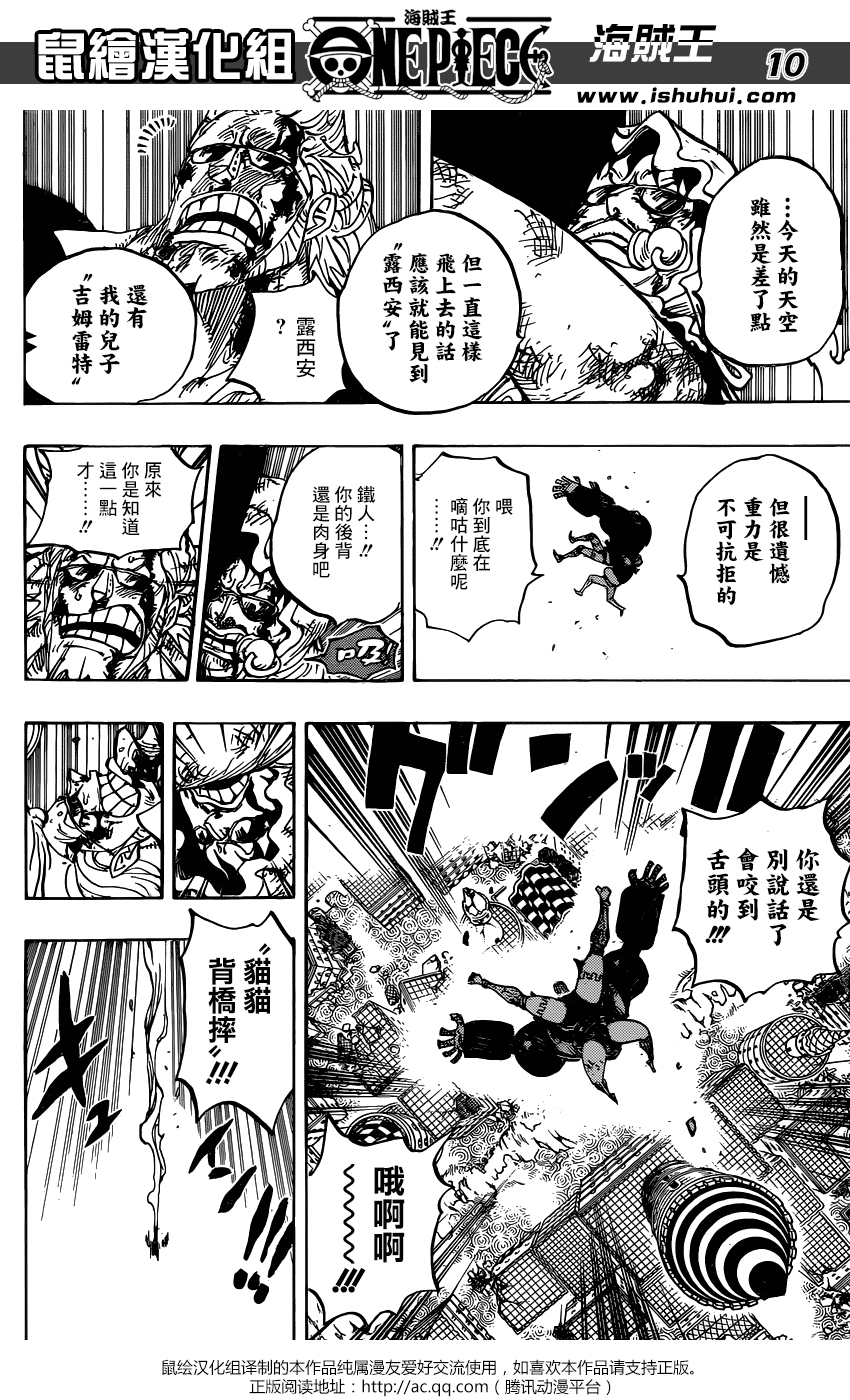 鼠繪漢化組
海賊王
ONE PIECE
海賊王
10
www.ishuhui.com
…今天的天空
雖然是差了點
但一直這樣
飛上去的話
應該就能見到
〝露西安〞了
露西安
?
還有
我的兒子
〝吉姆雷特〞
但很遺憾
重力是
不可抗拒的
喂
你到底在
嘀咕什麼呢
……!!
鐵人…!!
你的後背
還是肉身吧
叩
原來
你是知道
這一點
才……!!
你還是
別說話了
會咬到
舌頭的!!!
グンッ
哦啊啊
~~~!!!
〝貓貓
背橋摔〞!!!
鼠绘汉化组译制的本作品纯属漫友爱好交流使用，如喜欢本作品请支持正版。
正版阅读地址：http://ac.qq.com（腾讯动漫平台）